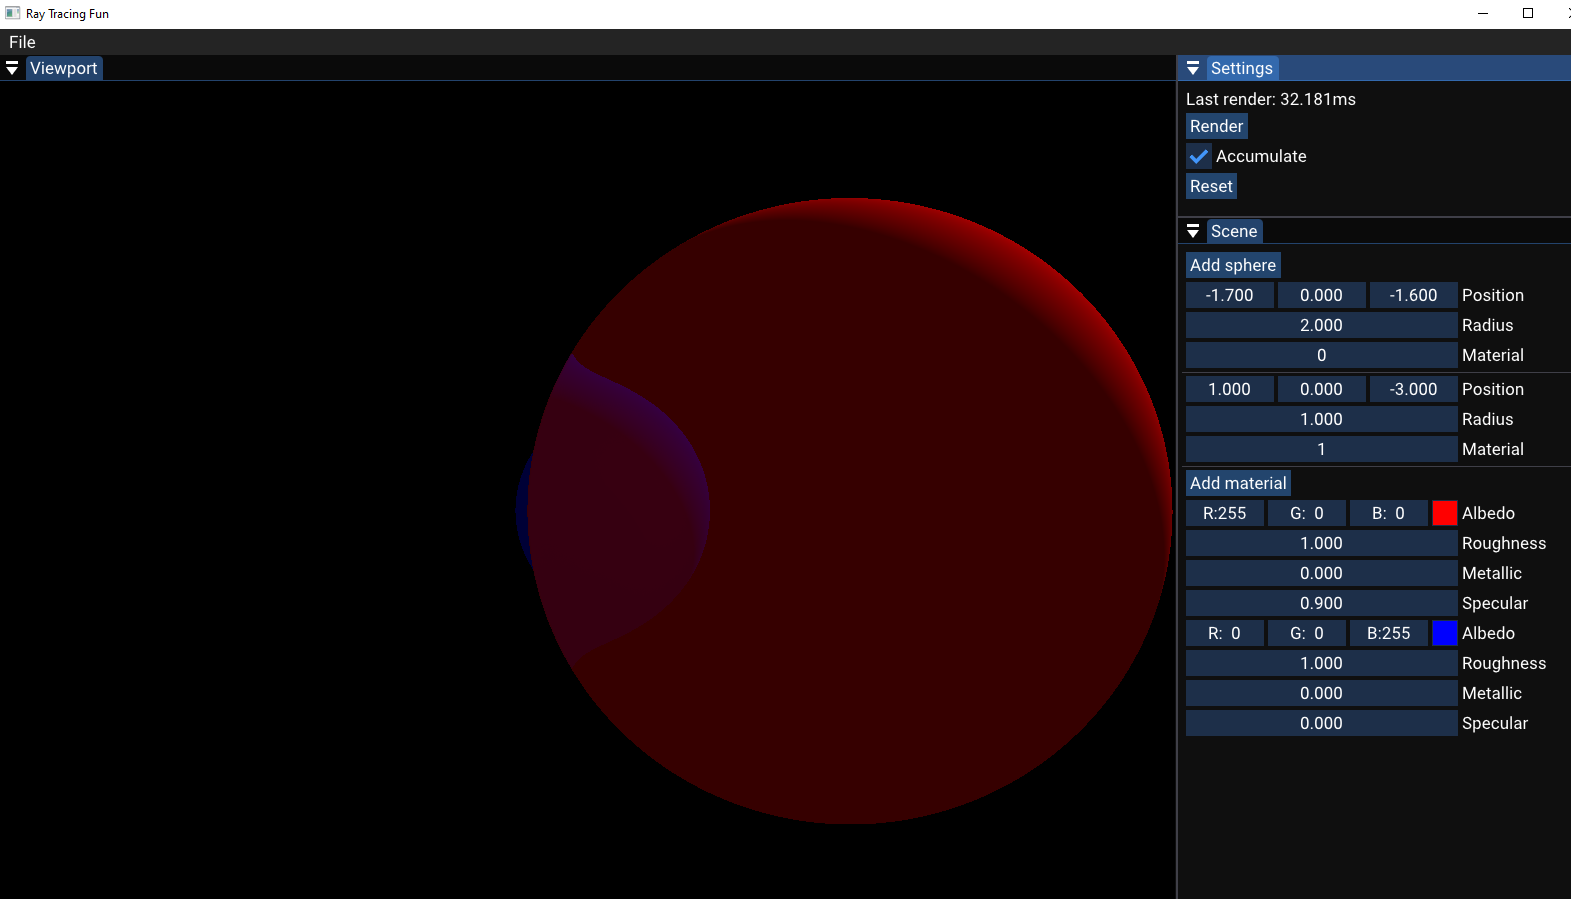 Ray Tracing Fun
File
Viewport
Settings
Last render: 32.181ms
Render
Accumulate
Reset
Scene
Add sphere
-1.700 0.000 -1.600 Position
2.000 Radius
0 Material
1.000 0.000 -3.000 Position
1.000 Radius
1 Material
Add material
R:255 G: 0 B: 0 Albedo
1.000 Roughness
0.000 Metallic
0.900 Specular
R: 0 G: 0 B:255 Albedo
1.000 Roughness
0.000 Metallic
0.000 Specular